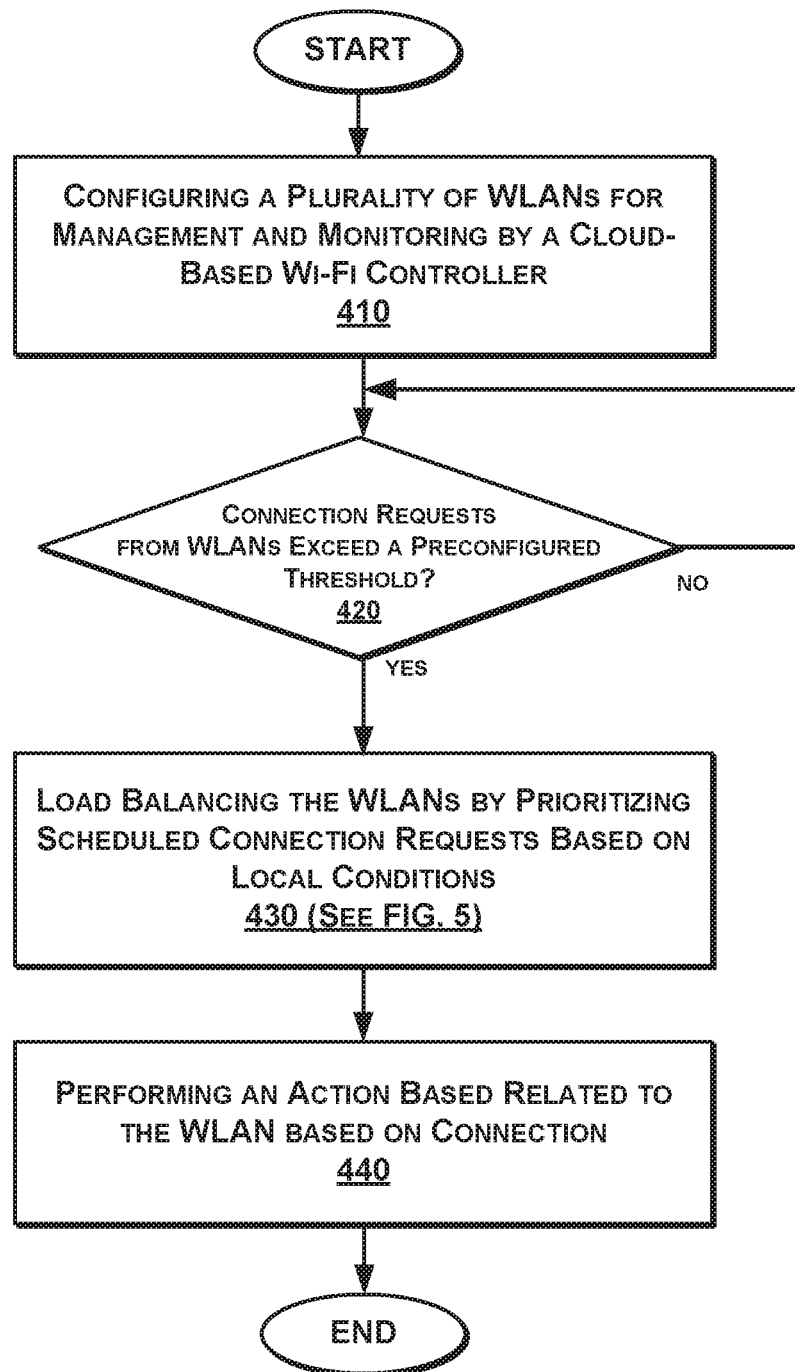 START
CONFIGURING A PLURALITY OF WLANS FOR
MANAGEMENT AND MONITORING BY A CLOUD-
BASED WI-FI CONTROLLER
410
CONNECTION REQUESTS
FROM WLANS EXCEED A PRECONFIGURED
THRESHOLD?
420
NO
YES
LOAD BALANCING THE WLANS BY PRIORITIZING
SCHEDULED CONNECTION REQUESTS BASED ON
LOCAL CONDITIONS
430 (SEE FIG. 5)
PERFORMING AN ACTION BASED RELATED TO
THE WLAN BASED ON CONNECTION
440
END